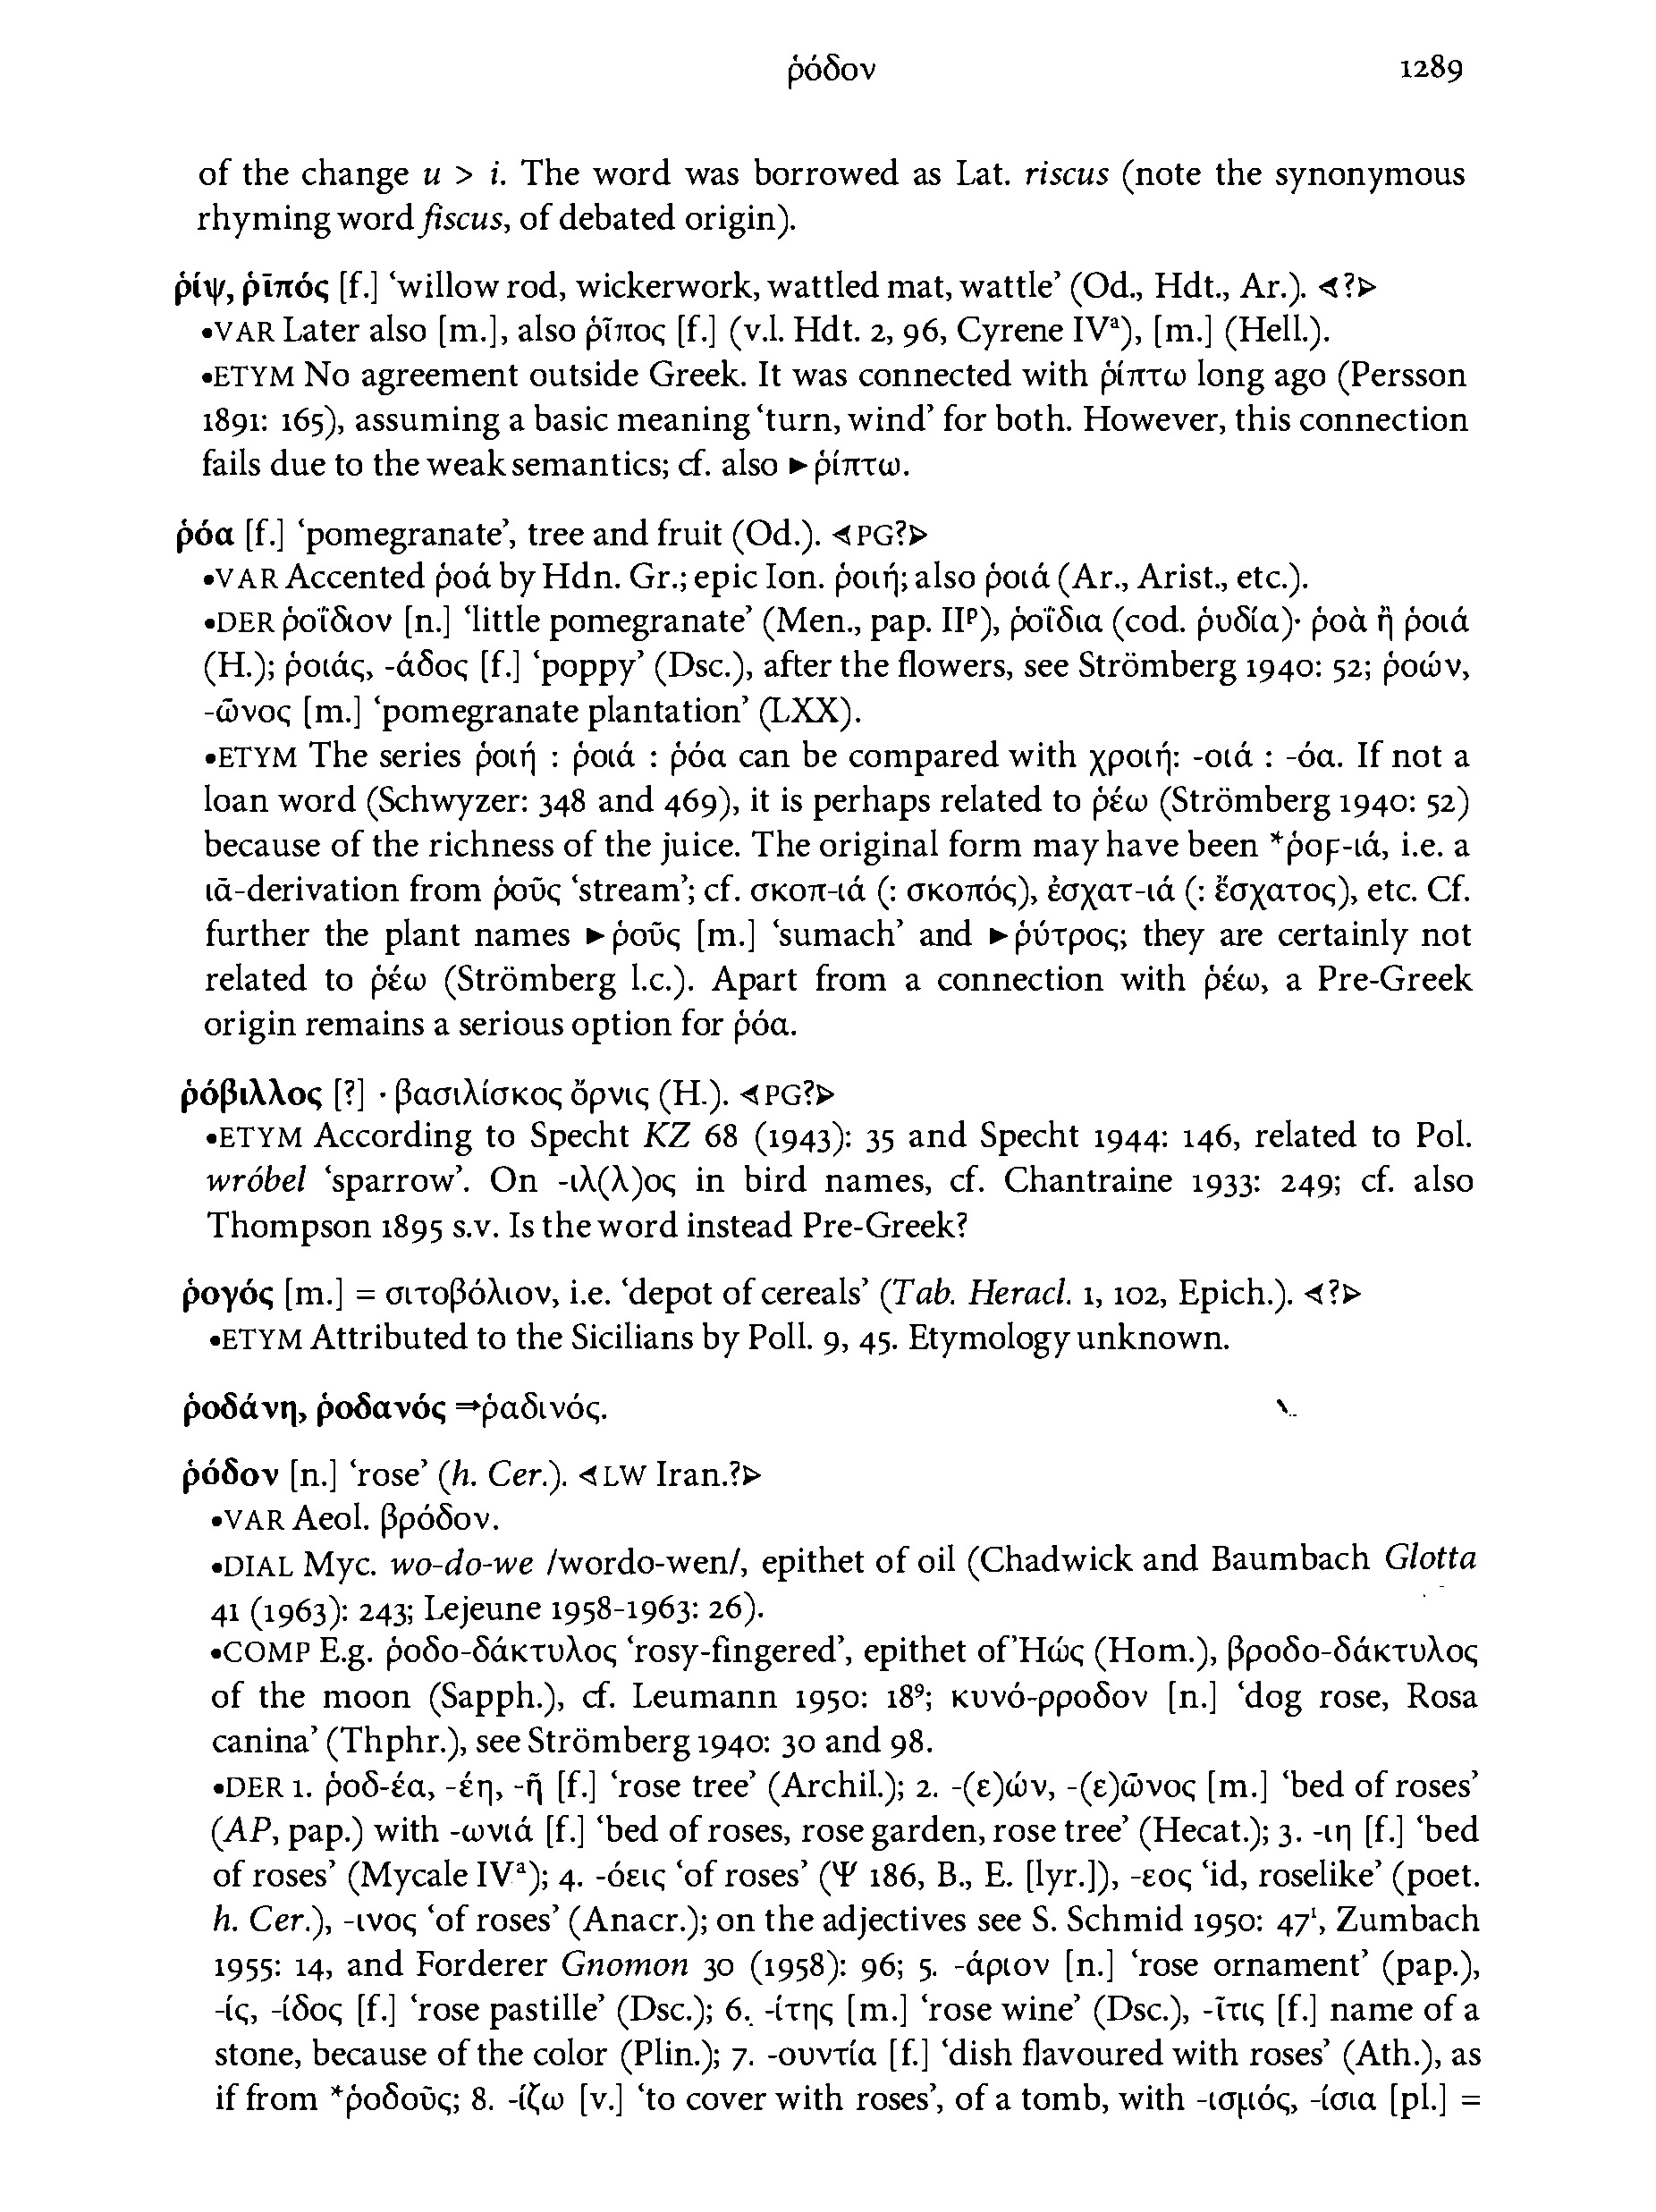 ῥόδον 1289
of the change u > i. The word was borrowed as Lat. riscus (note the synonymous
rhyming word fiscus, of debated origin).
ῥίψ, ῥῑπός [f.] ‘willow rod, wickerwork, wattled mat, wattle’ (Od., Hdt., Ar.). ⊲?⊳
•VAR Later also [m.], also ῥῖπος [f.] (v.l. Hdt. 2, 96, Cyrene IVᵃ), [m.] (Hell.).
•ETYM No agreement outside Greek. It was connected with ῥίπτω long ago (Persson
1891: 165), assuming a basic meaning ‘turn, wind’ for both. However, this connection
fails due to the weak semantics; cf. also ►ῥίπτω.
ῥόα [f.] ‘pomegranate’, tree and fruit (Od.). ⊲PG?⊳
•VAR Accented ῥοά by Hdn. Gr.; epic Ion. ῥοιή; also ῥοιά (Ar., Arist., etc.).
•DER ῥοΐδιον [n.] ‘little pomegranate’ (Men., pap. IIᵖ), ῥοΐδια (cod. ῥυδία)· ῥοὰ ἢ ῥοιά
(H.); ῥοιάς, -άδος [f.] ‘poppy’ (Dsc.), after the flowers, see Strömberg 1940: 52; ῥοών,
-ῶνος [m.] ‘pomegranate plantation’ (LXX).
•ETYM The series ῥοιή : ῥοιά : ῥόα can be compared with χροιή: -οιά : -όα. If not a
loan word (Schwyzer: 348 and 469), it is perhaps related to ῥέω (Strömberg 1940: 52)
because of the richness of the juice. The original form may have been *ῥοϝ-ιά, i.e. a
ιᾱ-derivation from ῥοῦς ‘stream’; cf. σκοπ-ιά (: σκοπός), ἐσχατ-ιά (: ἔσχατος), etc. Cf.
further the plant names ►ῥοῦς [m.] ‘sumach’ and ►ῥύτρος; they are certainly not
related to ῥέω (Strömberg l.c.). Apart from a connection with ῥέω, a Pre-Greek
origin remains a serious option for ῥόα.
ῥόβιλλος [?] · βασιλίσκος ὄρνις (H.). ⊲PG?⊳
•ETYM According to Specht KZ 68 (1943): 35 and Specht 1944: 146, related to Pol.
wróbel ‘sparrow’. On -ιλ(λ)ος in bird names, cf. Chantraine 1933: 249; cf. also
Thompson 1895 s.v. Is the word instead Pre-Greek?
ῥογός [m.] = σιτοβόλιον, i.e. ‘depot of cereals’ (Tab. Heracl. 1, 102, Epich.). ⊲?⊳
•ETYM Attributed to the Sicilians by Poll. 9, 45. Etymology unknown.
ῥοδάνη, ῥοδανός ⇒ῥαδινός.
ῥόδον [n.] ‘rose’ (h. Cer.). ⊲LW Iran.?⊳
•VAR Aeol. βρόδον.
•DIAL Myc. wo-do-we /wordo-wen/, epithet of oil (Chadwick and Baumbach Glotta
41 (1963): 243; Lejeune 1958-1963: 26).
•COMP E.g. ῥοδο-δάκτυλος ‘rosy-fingered’, epithet of Ἠώς (Hom.), βροδο-δάκτυλος
of the moon (Sapph.), cf. Leumann 1950: 18⁹; κυνό-ρροδον [n.] ‘dog rose, Rosa
canina’ (Thphr.), see Strömberg 1940: 30 and 98.
•DER 1. ῥοδ-έα, -έη, -ῆ [f.] ‘rose tree’ (Archil.); 2. -(ε)ών, -(ε)ῶνος [m.] ‘bed of roses’
(AP, pap.) with -ωνιά [f.] ‘bed of roses, rose garden, rose tree’ (Hecat.); 3. -ιη [f.] ‘bed
of roses’ (Mycale IVᵃ); 4. -όεις ‘of roses’ (Ψ 186, B., E. [lyr.]), -εος ‘id, roselike’ (poet.
h. Cer.), -ινος ‘of roses’ (Anacr.); on the adjectives see S. Schmid 1950: 47¹, Zumbach
1955: 14, and Forderer Gnomon 30 (1958): 96; 5. -άριον [n.] ‘rose ornament’ (pap.),
-ίς, -ίδος [f.] ‘rose pastille’ (Dsc.); 6. -ίτης [m.] ‘rose wine’ (Dsc.), -ῖτις [f.] name of a
stone, because of the color (Plin.); 7. -ουντία [f.] ‘dish flavoured with roses’ (Ath.), as
if from *ῥοδοῦς; 8. -ίζω [v.] ‘to cover with roses’, of a tomb, with -ισμός, -ίσια [pl.] =